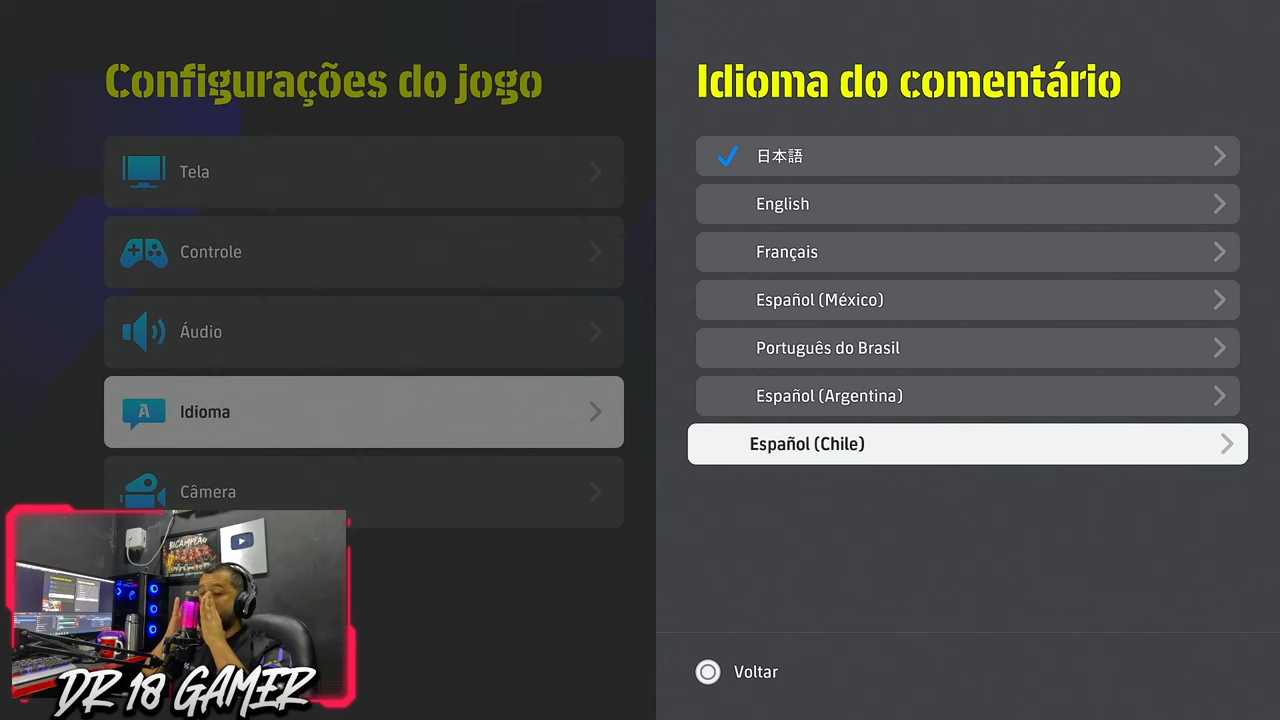 Configurações do jogo
Tela
Controle
Áudio
Idioma
Câmera
Idioma do comentário
日本語
English
Français
Español (México)
Português do Brasil
Español (Argentina)
Español (Chile)
Voltar
BICAMPEÃO
DR 18 GAMER